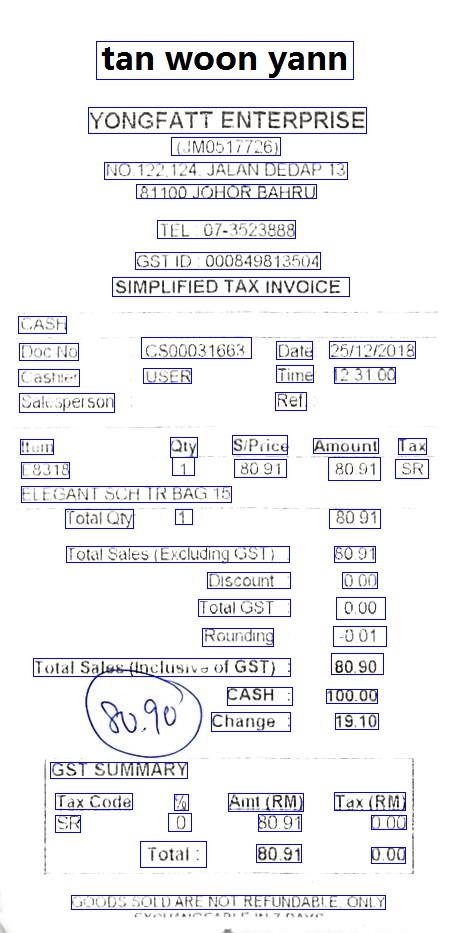 tan woon yann
YONGFATT ENTERPRISE
(JM0517726)
NO.122,124, JALAN DEDAP 13
81100 JOHOR BAHRU
TEL : 07-3523888
GST ID : 000849813504
SIMPLIFIED TAX INVOICE
CASH
Doc No : CS00031663 Date : 25/12/2018
Cashier : USER Time : 12:31:00
Salesperson : Ref :
Item Qty S/Price Amount Tax
E8318 1 80.91 80.91 SR
ELEGANT SCH TR BAG 15
Total Qty : 1 80.91
Total Sales (Excluding GST) : 80.91
Discount : 0.00
Total GST : 0.00
Rounding : -0.01
Total Sales (Inclusive of GST) : 80.90
CASH : 100.00
Change : 19.10
80.90
GST SUMMARY
Tax Code % Amt (RM) Tax (RM)
SR 0 80.91 0.00
Total : 80.91 0.00
GOODS SOLD ARE NOT REFUNDABLE, ONLY
EXCHANGEABLE IN 7 DAYS